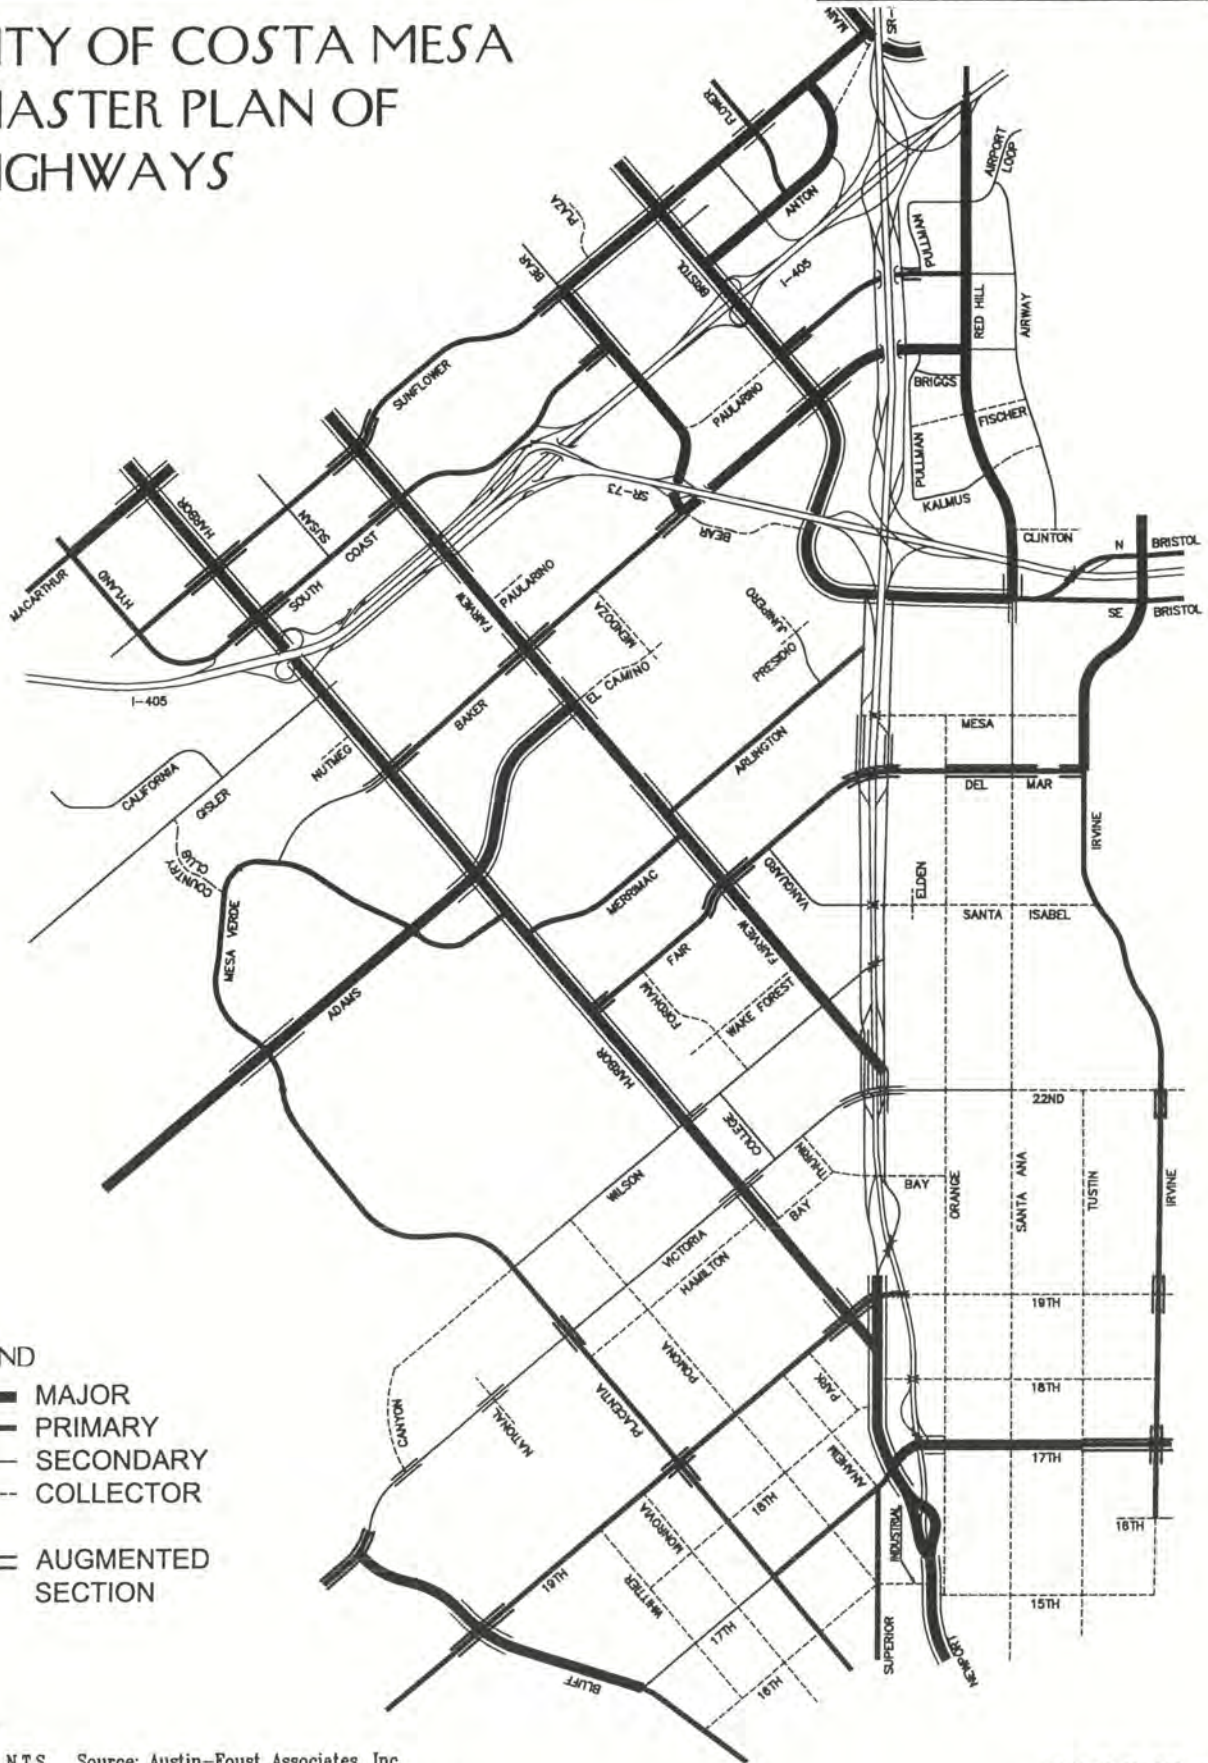 ITY OF COSTA MESA
MASTER PLAN OF
IGHWAYS
MAIN
SR-
FLOWER
AIRPORT
LOOP
ANTON
PLAZA
PULLMAN
BEAR
BRISTOL
I-405
RED HILL
AIRWAY
SUNFLOWER
BRIGGS
PAULARINO
FISCHER
PULLMAN
HARBOR
SR-73
KALMUS
SUSAN
COAST
BEAR
CLINTON
N
BRISTOL
MACARTHUR
HYLAND
SOUTH
FAIRVIEW
PAULARINO
MENDOZA
JUNIPERO
SE
BRISTOL
PRESIDIO
EL CAMINO
I-405
BAKER
MESA
NUTMEG
ARLINGTON
CALIFORNIA
GISLER
DEL
MAR
IRVINE
COUNTRY
CLUB
MERRIMAC
VANGUARD
ELDEN
SANTA
ISABEL
MESA VERDE
FAIR
FAIRVIEW
ADAMS
FORDHAM
WAKE FOREST
HARBOR
22ND
COLLEGE
THURIN
WILSON
BAY
BAY
ORANGE
SANTA ANA
TUSTIN
IRVINE
VICTORIA
HAMILTON
19TH
POMONA
PARK
18TH
PLACENTIA
CANYON
NATIONAL
ANAHEIM
17TH
18TH
MONROVIA
INDUSTRIAL
16TH
19TH
WHITTIER
15TH
17TH
SUPERIOR
NEWPORT
BLUFF
16TH
ND
MAJOR
PRIMARY
SECONDARY
COLLECTOR
AUGMENTED
SECTION
N.T.S. Source: Austin-Foust Associates, Inc.